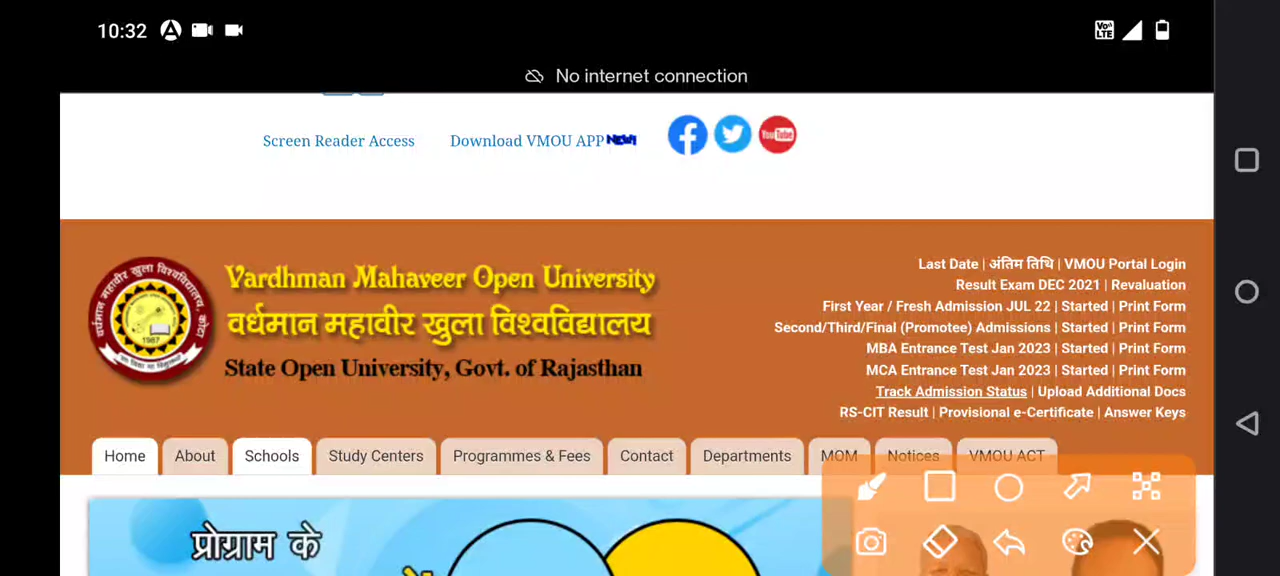 10:32
Vo)) LTE
No internet connection
Screen Reader Access Download VMOU APP NEW! f You Tube
Vardhman Mahaveer Open University
वर्धमान महावीर खुला विश्वविद्यालय
State Open University, Govt. of Rajasthan
1987
Last Date | अंतिम तिथि | VMOU Portal Login
Result Exam DEC 2021 | Revaluation
First Year / Fresh Admission JUL 22 | Started | Print Form
Second/Third/Final (Promotee) Admissions | Started | Print Form
MBA Entrance Test Jan 2023 | Started | Print Form
MCA Entrance Test Jan 2023 | Started | Print Form
Track Admission Status | Upload Additional Docs
RS-CIT Result | Provisional e-Certificate | Answer Keys
Home About Schools Study Centers Programmes & Fees Contact Departments MOM Notices VMOU ACT
प्रोग्राम के